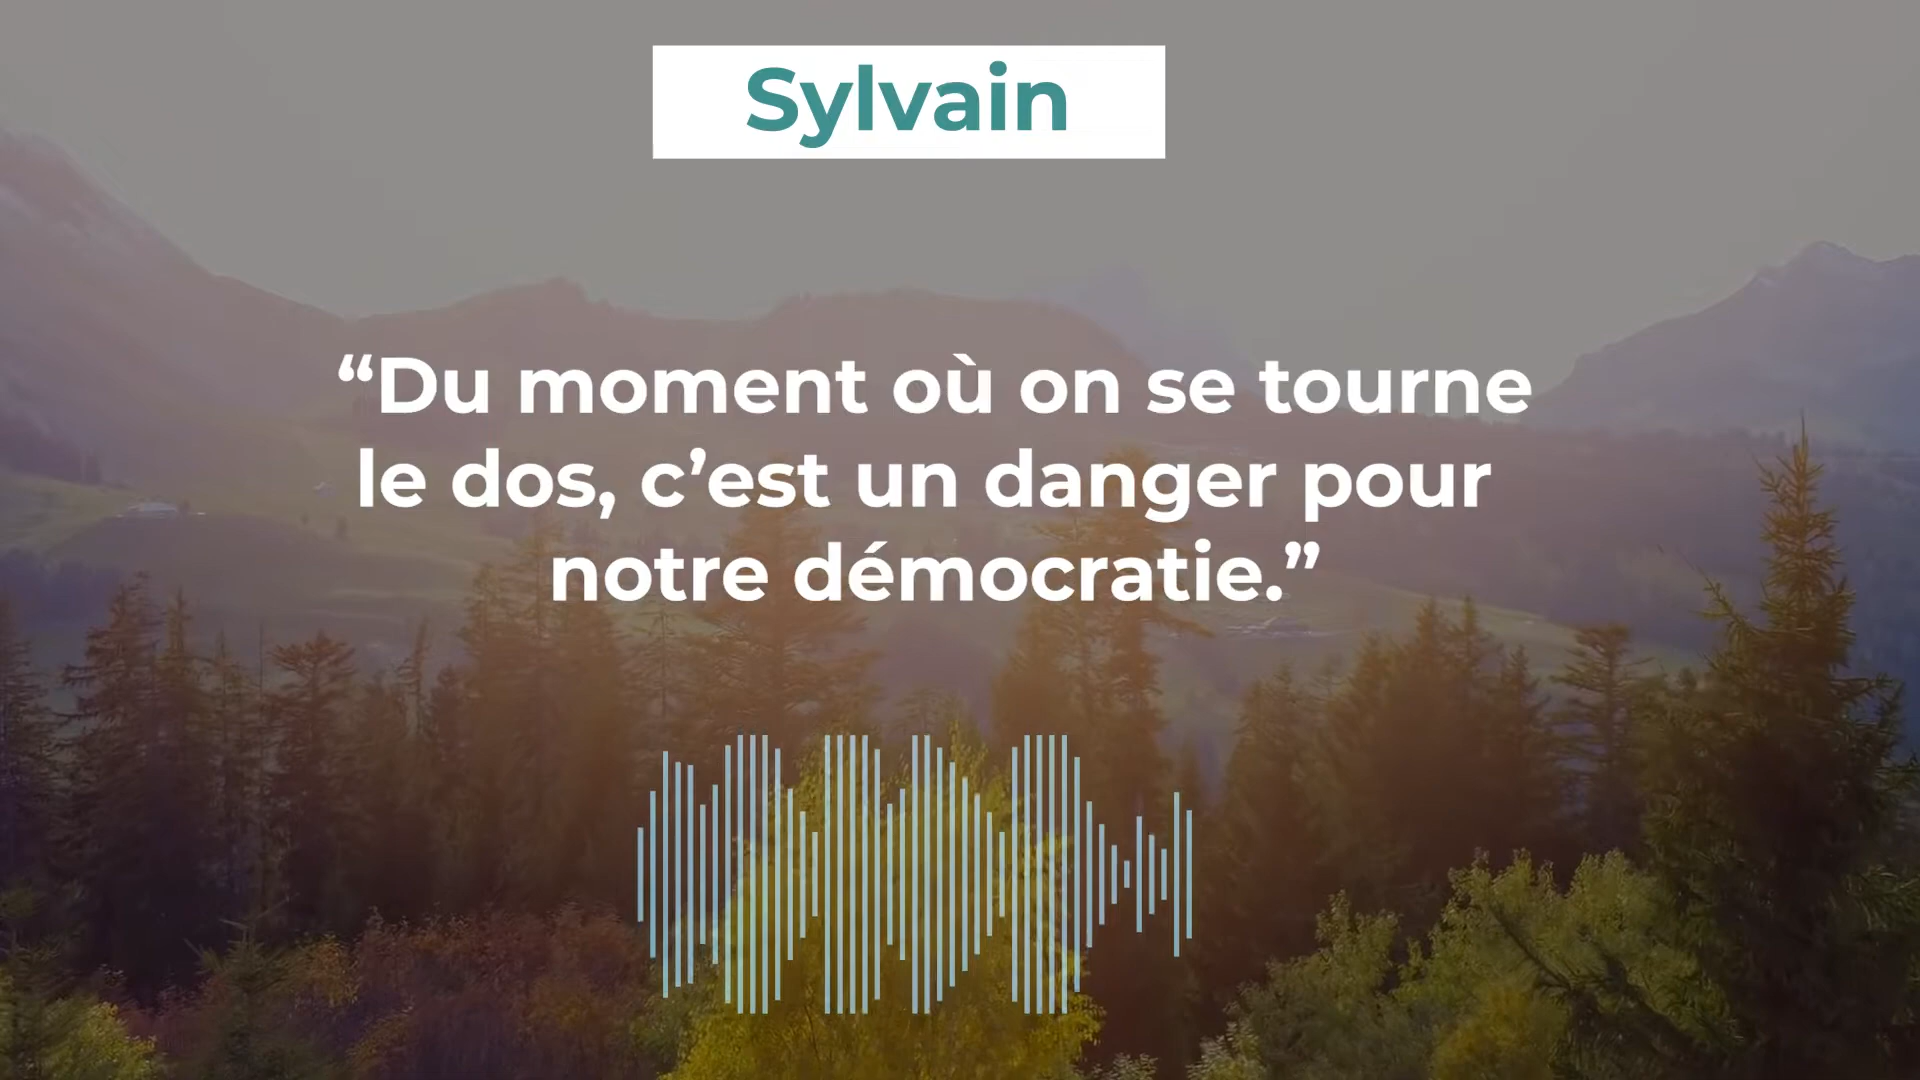 Sylvain
“Du moment où on se tourne
le dos, c’est un danger pour
notre démocratie.”